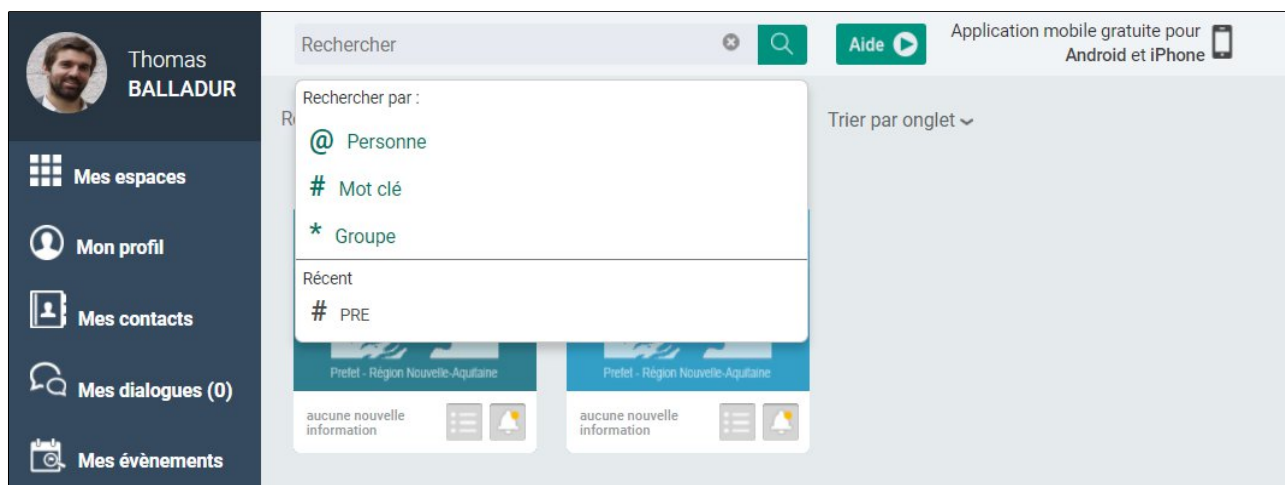 Thomas
BALLADUR
Mes espaces
Mon profil
Mes contacts
Mes dialogues (0)
Mes évènements
Rechercher
Aide
Application mobile gratuite pour
Android et iPhone
Rechercher par :
@ Personne
# Mot clé
* Groupe
Récent
# PRE
Trier par onglet
Prefet - Région Nouvelle-Aquitaine
Prefet - Région Nouvelle-Aquitaine
aucune nouvelle
information
aucune nouvelle
information